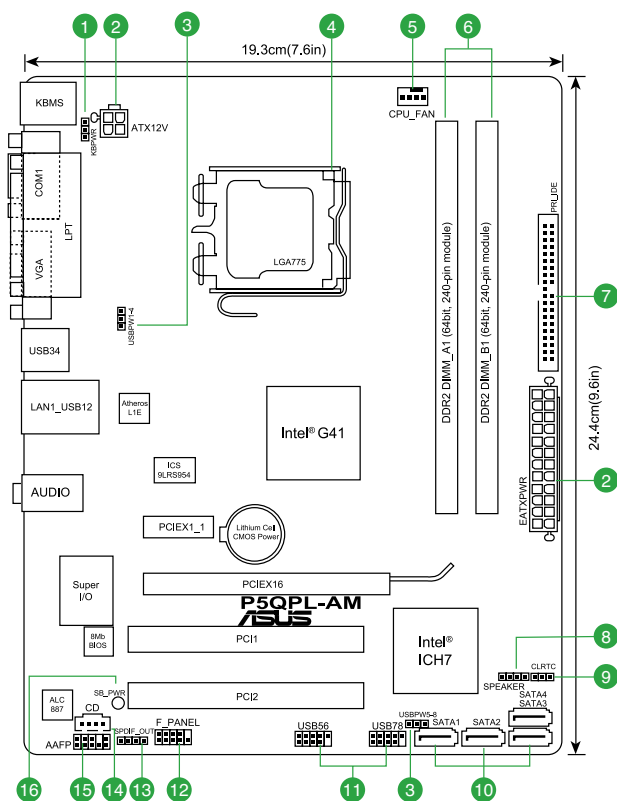 1
2
3
4
5
6
19.3cm(7.6in)
KBMS
KBPWR
ATX12V
CPU_FAN
COM1
LPT
VGA
LGA775
DDR2 DIMM_A1 (64bit, 240-pin module)
DDR2 DIMM_B1 (64bit, 240-pin module)
PRI_IDE
7
24.4cm(9.6in)
USBPW1-4
USB34
LAN1_USB12
Atheros
L1E
Intel® G41
EATXPWR
2
ICS
9LRS954
AUDIO
PCIEX1_1
Lithium Cell
CMOS Power
Super
I/O
PCIEX16
P5QPL-AM
ASUS
8Mb
BIOS
PCI1
Intel®
ICH7
8
CLRTC
SPEAKER
9
ALC
887
SB_PWR
PCI2
SATA4
SATA3
CD
AAFP
SPDIF_OUT
F_PANEL
USB56
USB78
USBPW5-8
SATA1
SATA2
16
15
14
13
12
11
3
10